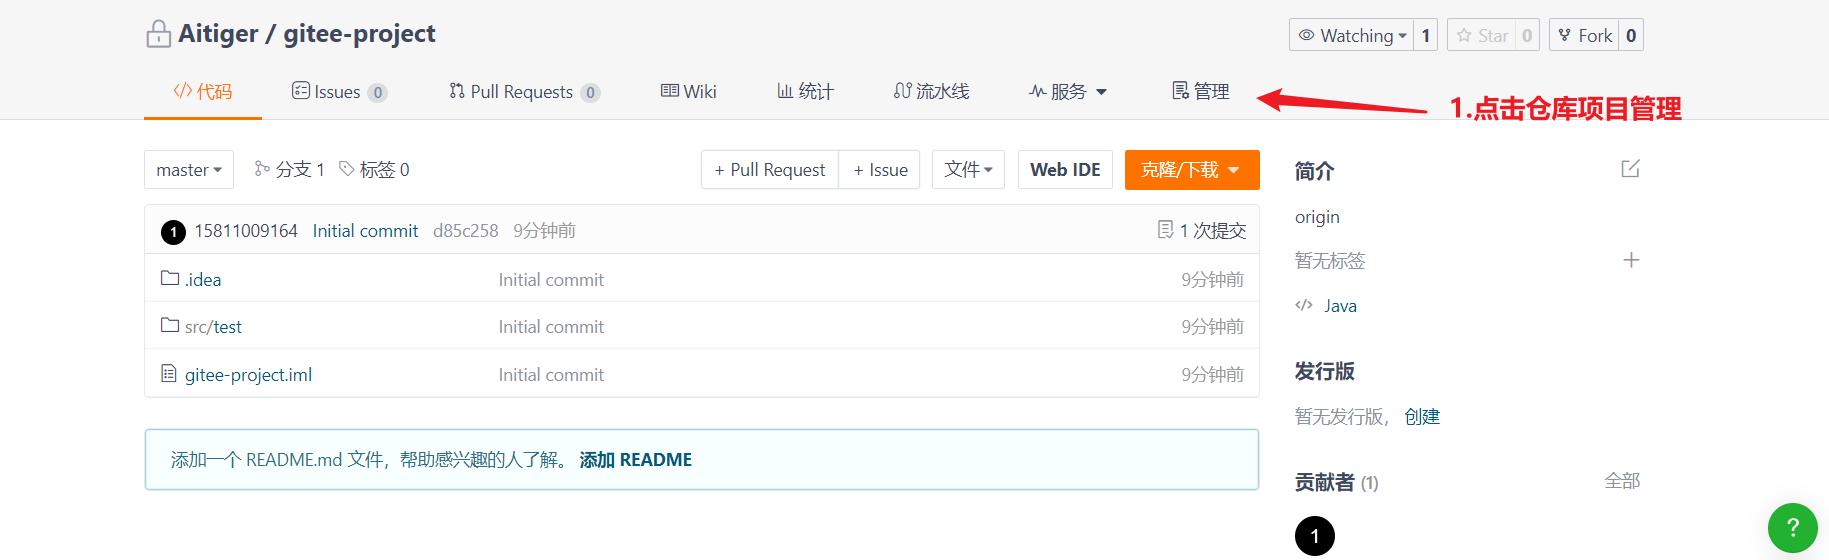 Aitiger / gitee-project
Watching 1 Star 0 Fork 0
代码 Issues 0 Pull Requests 0 Wiki 统计 流水线 服务 管理
1.点击仓库项目管理
master 分支 1 标签 0 + Pull Request + Issue 文件 Web IDE 克隆/下载
1 15811009164 Initial commit d85c258 9分钟前 1 次提交
.idea Initial commit 9分钟前
src/test Initial commit 9分钟前
gitee-project.iml Initial commit 9分钟前
添加一个 README.md 文件，帮助感兴趣的人了解。 添加 README
简介
origin
暂无标签
Java
发行版
暂无发行版， 创建
贡献者 (1) 全部
1
?